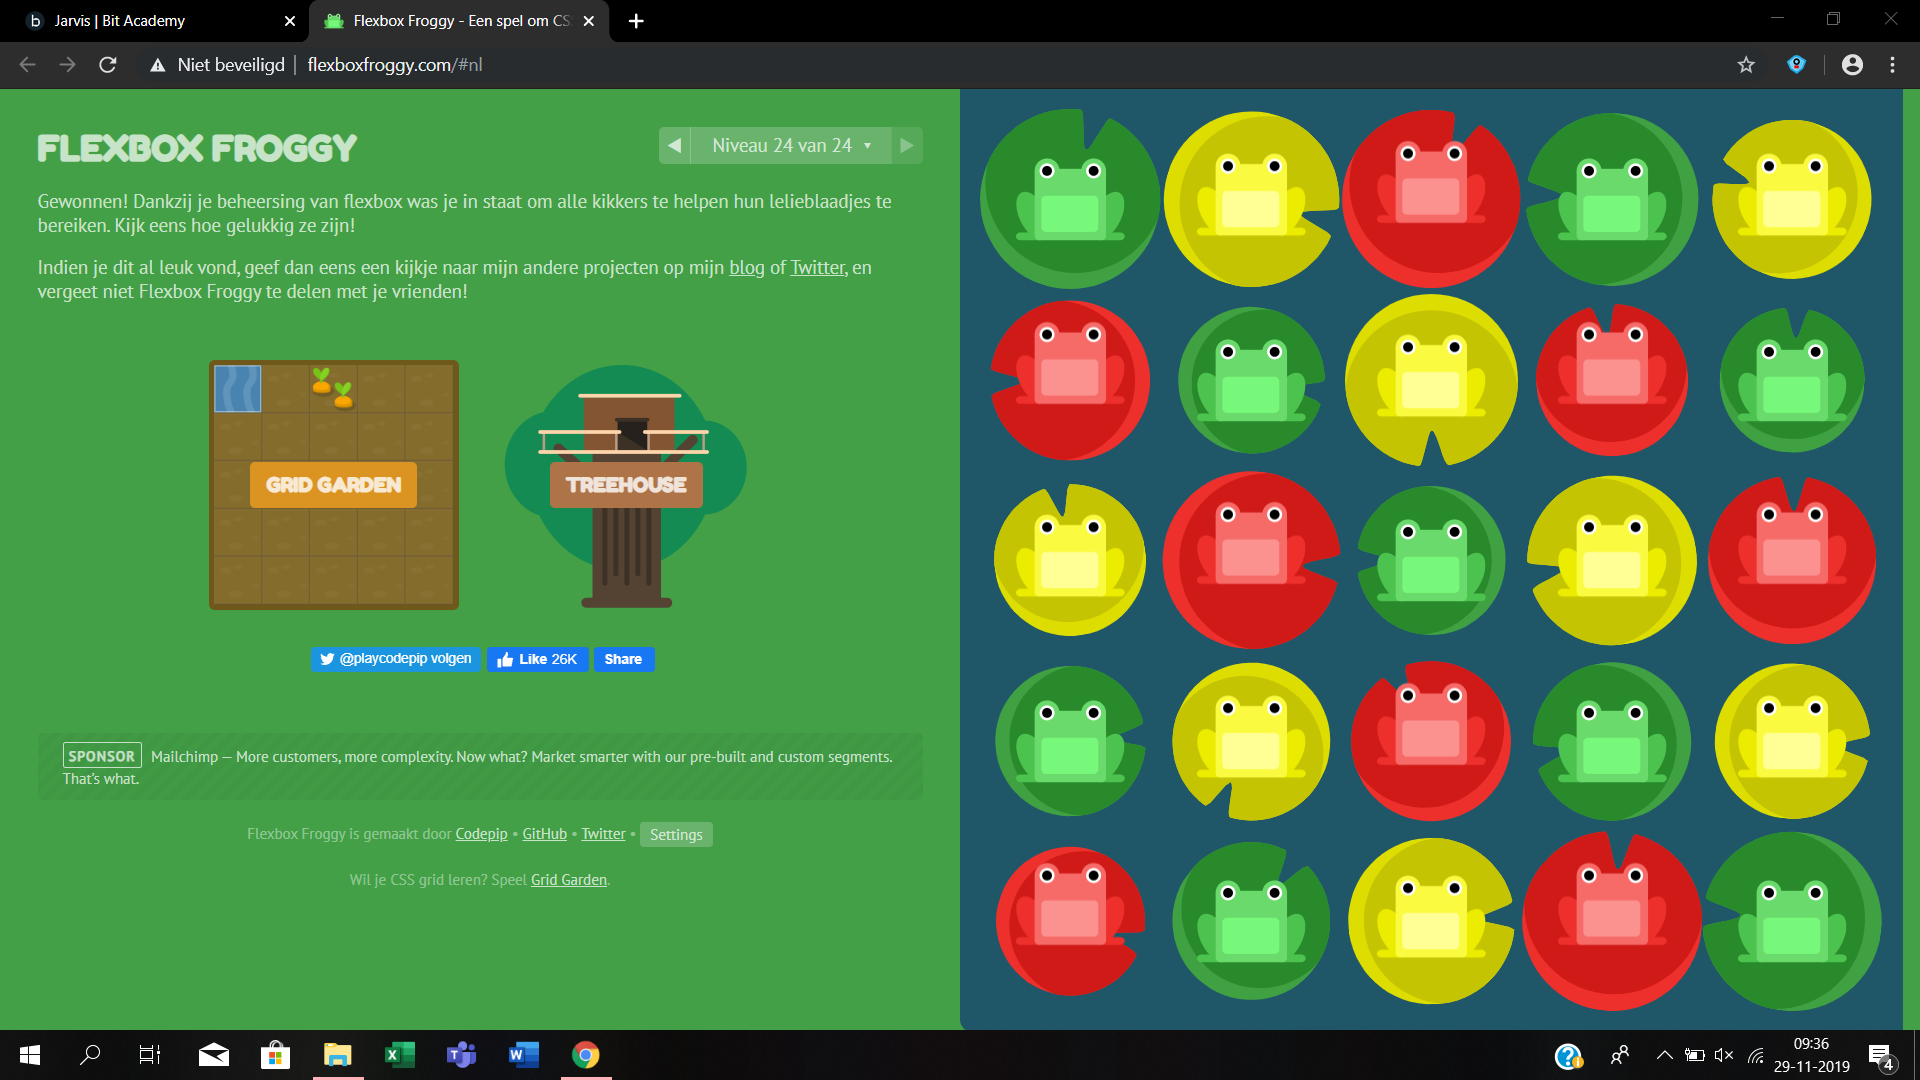 Jarvis | Bit Academy
Flexbox Froggy - Een spel om CS
Niet beveiligd
flexboxfroggy.com/#nl
FLEXBOX FROGGY
Niveau 24 van 24
Gewonnen! Dankzij je beheersing van flexbox was je in staat om alle kikkers te helpen hun lelieblaadjes te
bereiken. Kijk eens hoe gelukkig ze zijn!
Indien je dit al leuk vond, geef dan eens een kijkje naar mijn andere projecten op mijn blog of Twitter, en
vergeet niet Flexbox Froggy te delen met je vrienden!
GRID GARDEN
TREEHOUSE
@playcodepip volgen
Like 26K
Share
SPONSOR Mailchimp — More customers, more complexity. Now what? Market smarter with our pre-built and custom segments.
That's what.
Flexbox Froggy is gemaakt door Codepip • GitHub • Twitter • Settings
Wil je CSS grid leren? Speel Grid Garden.
09:36
29-11-2019
4